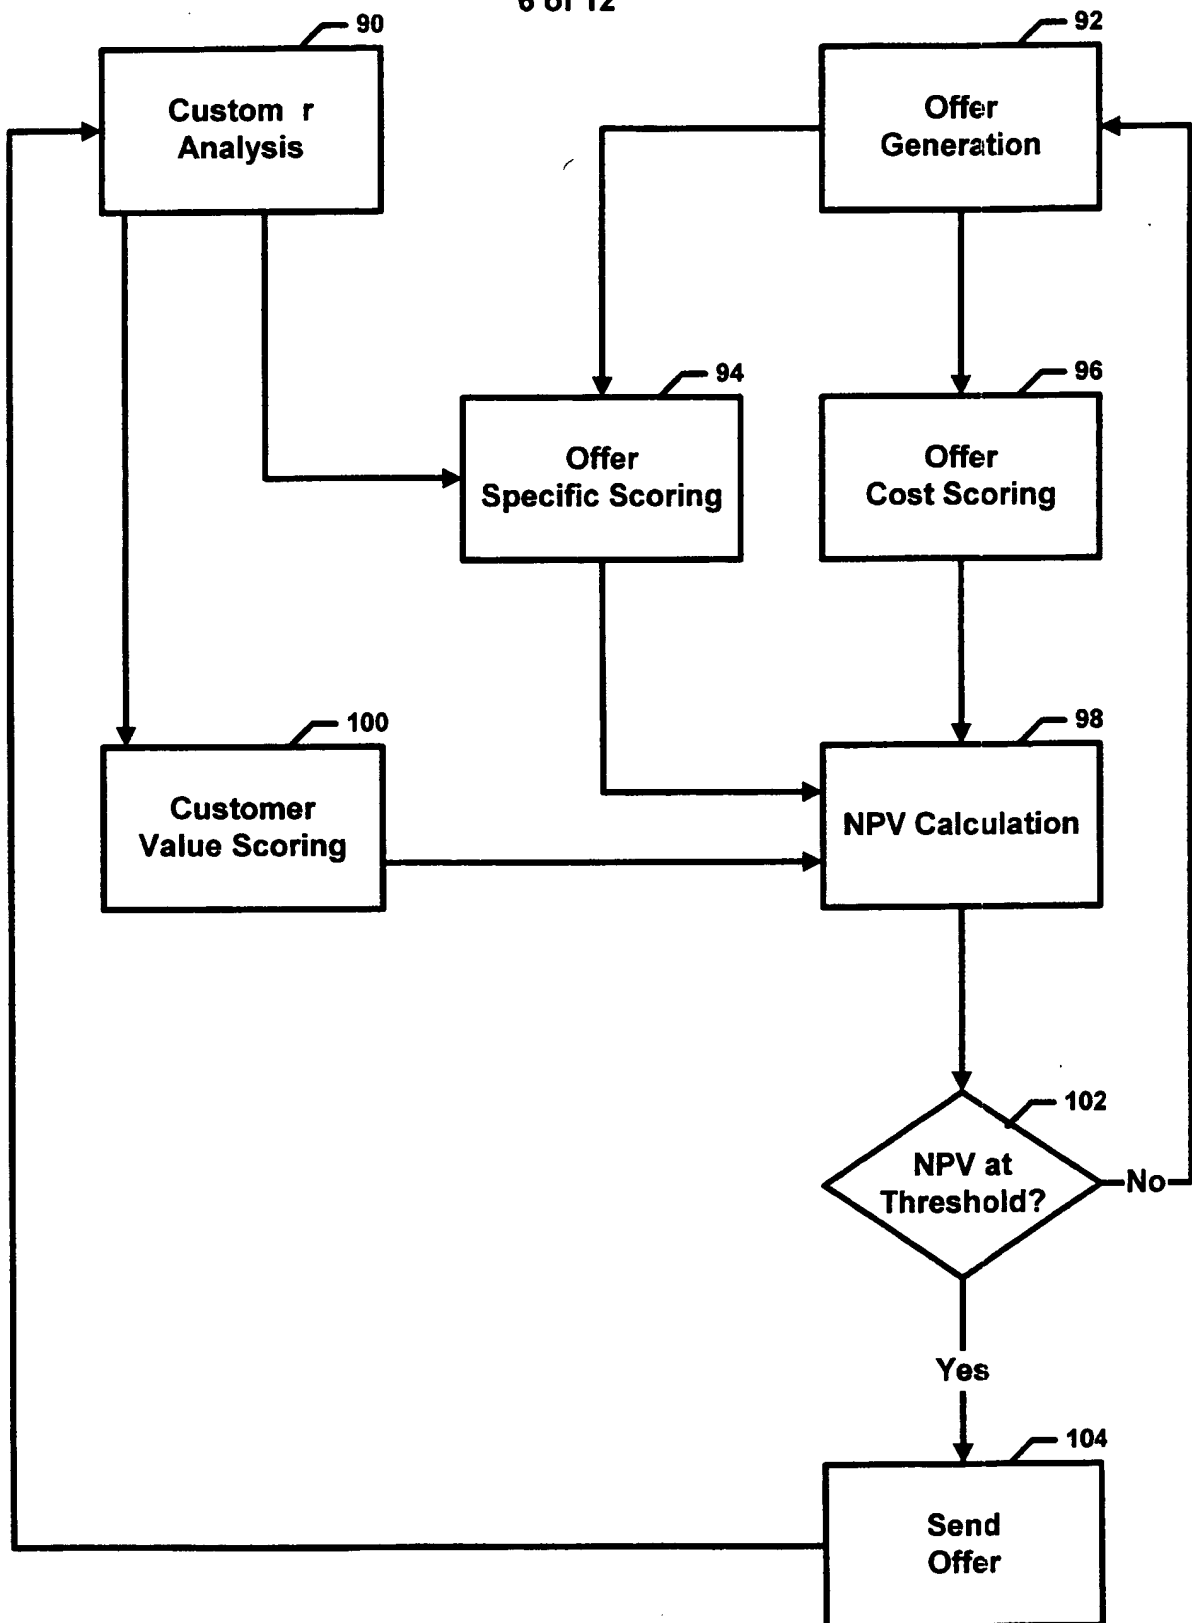 6 of 12
90
Custom r
Analysis
92
Offer
Generation
94
Offer
Specific Scoring
96
Offer
Cost Scoring
100
Customer
Value Scoring
98
NPV Calculation
102
NPV at
Threshold?
No
Yes
104
Send
Offer